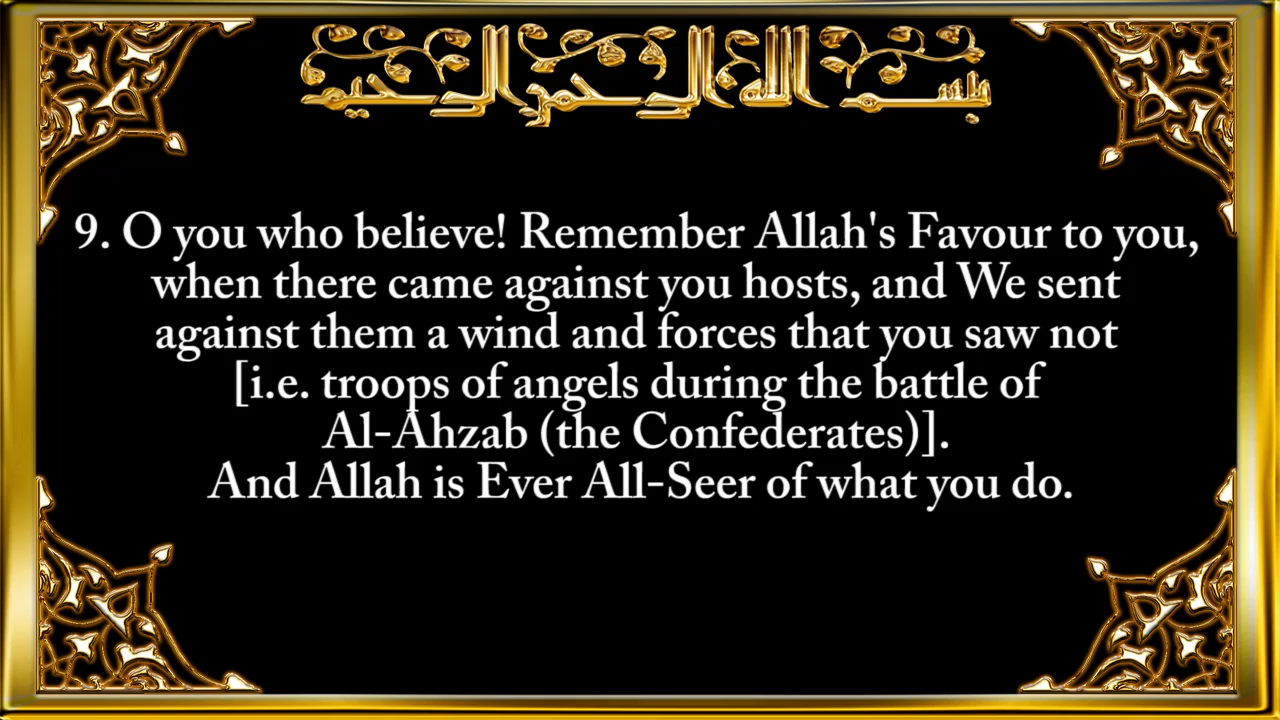 بسم الله الرحمن الرحيم
9. O you who believe! Remember Allah's Favour to you,
when there came against you hosts, and We sent
against them a wind and forces that you saw not
[i.e. troops of angels during the battle of
Al-Ahzab (the Confederates)].
And Allah is Ever All-Seer of what you do.